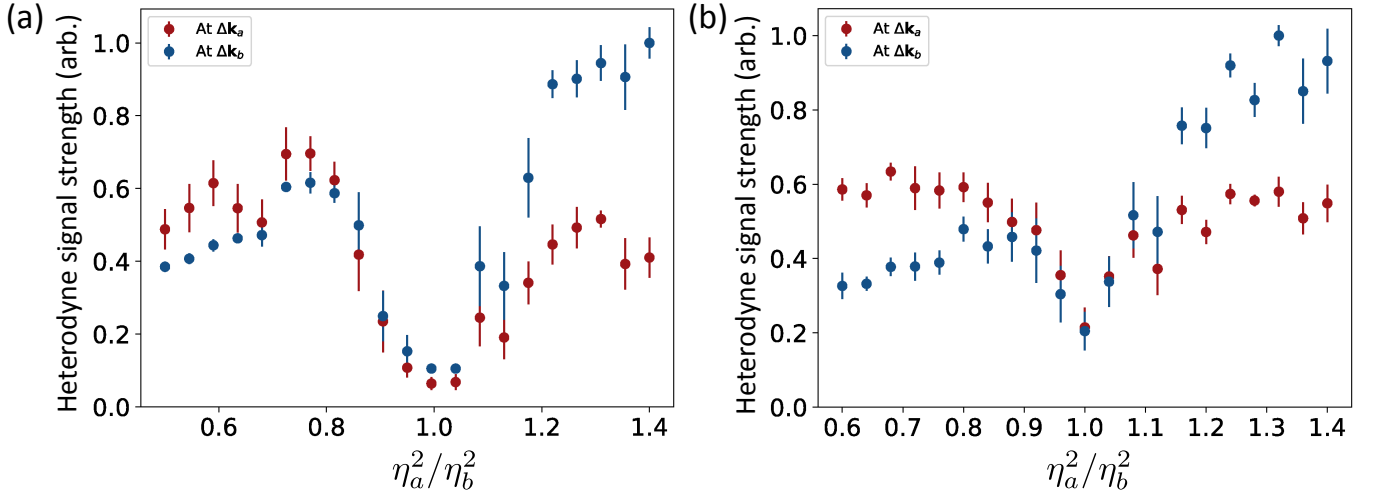 (a)
Heterodyne signal strength (arb.)
At Δk_a
At Δk_b
1.0
0.8
0.6
0.4
0.2
0.0
0.6 0.8 1.0 1.2 1.4
η_a^2/η_b^2
(b)
Heterodyne signal strength (arb.)
At Δk_a
At Δk_b
1.0
0.8
0.6
0.4
0.2
0.0
0.6 0.7 0.8 0.9 1.0 1.1 1.2 1.3 1.4
η_a^2/η_b^2